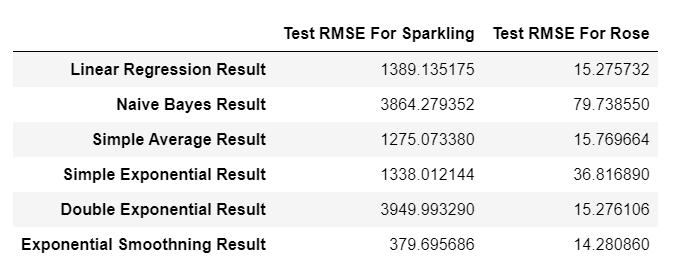 Test RMSE For Sparkling Test RMSE For Rose
Linear Regression Result 1389.135175 15.275732
Naive Bayes Result 3864.279352 79.738550
Simple Average Result 1275.073380 15.769664
Simple Exponential Result 1338.012144 36.816890
Double Exponential Result 3949.993290 15.276106
Exponential Smoothning Result 379.695686 14.280860